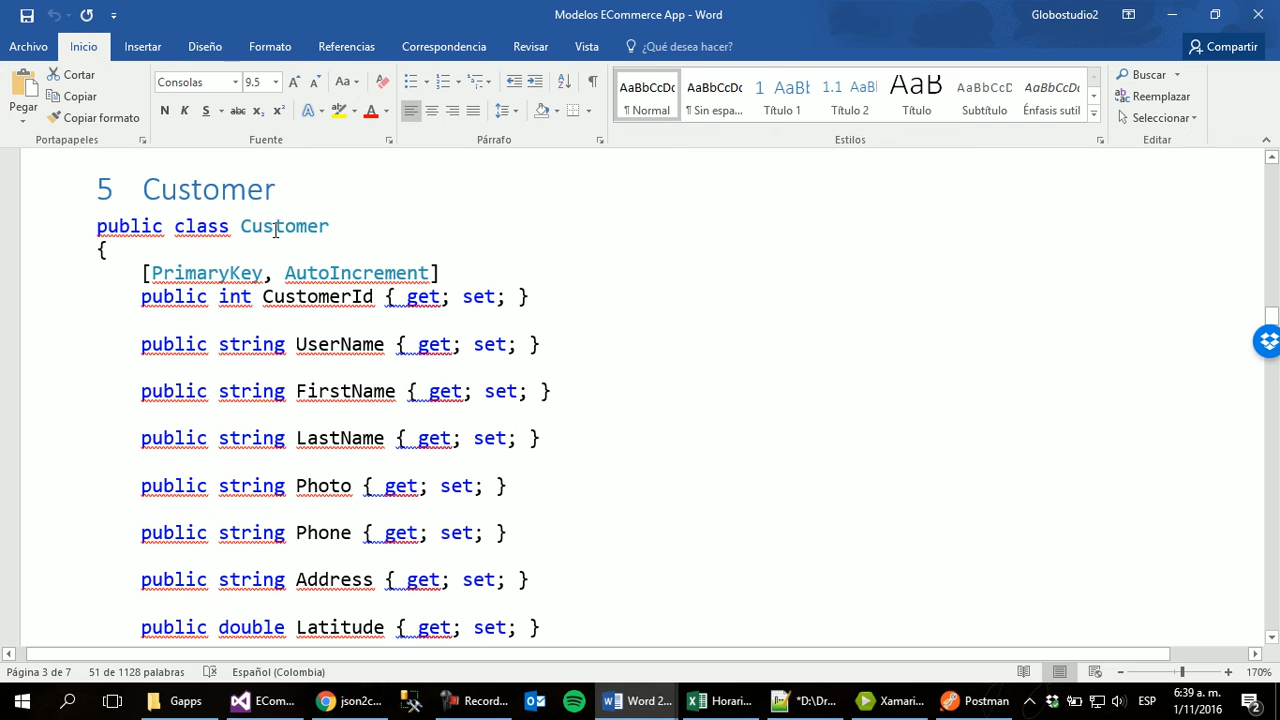 Modelos ECommerce App - Word
Globostudio2
Archivo Inicio Insertar Diseño Formato Referencias Correspondencia Revisar Vista ¿Qué desea hacer? Compartir
Pegar
Cortar
Copiar
Copiar formato
Consolas 9.5
N K S abc x₂ x²
AaBbCcDc AaBbCcDc 1 AaBb( 1.1 AaBl AaB AaBbCcD AaBbCcDc
¶ Normal ¶ Sin espa... Título 1 Título 2 Título Subtítulo Énfasis sutil
Buscar
Reemplazar
Seleccionar
Portapapeles Fuente Párrafo Estilos Editar
5 Customer
public class Customer
{
[PrimaryKey, AutoIncrement]
public int CustomerId { get; set; }
public string UserName { get; set; }
public string FirstName { get; set; }
public string LastName { get; set; }
public string Photo { get; set; }
public string Phone { get; set; }
public string Address { get; set; }
public double Latitude { get; set; }
Página 3 de 7 51 de 1128 palabras Español (Colombia) 170%
Gapps ECom... json2c... Record... Word 2... Horari... *D:\Dr... Xamari... Postman ESP
6:39 a. m.
1/11/2016